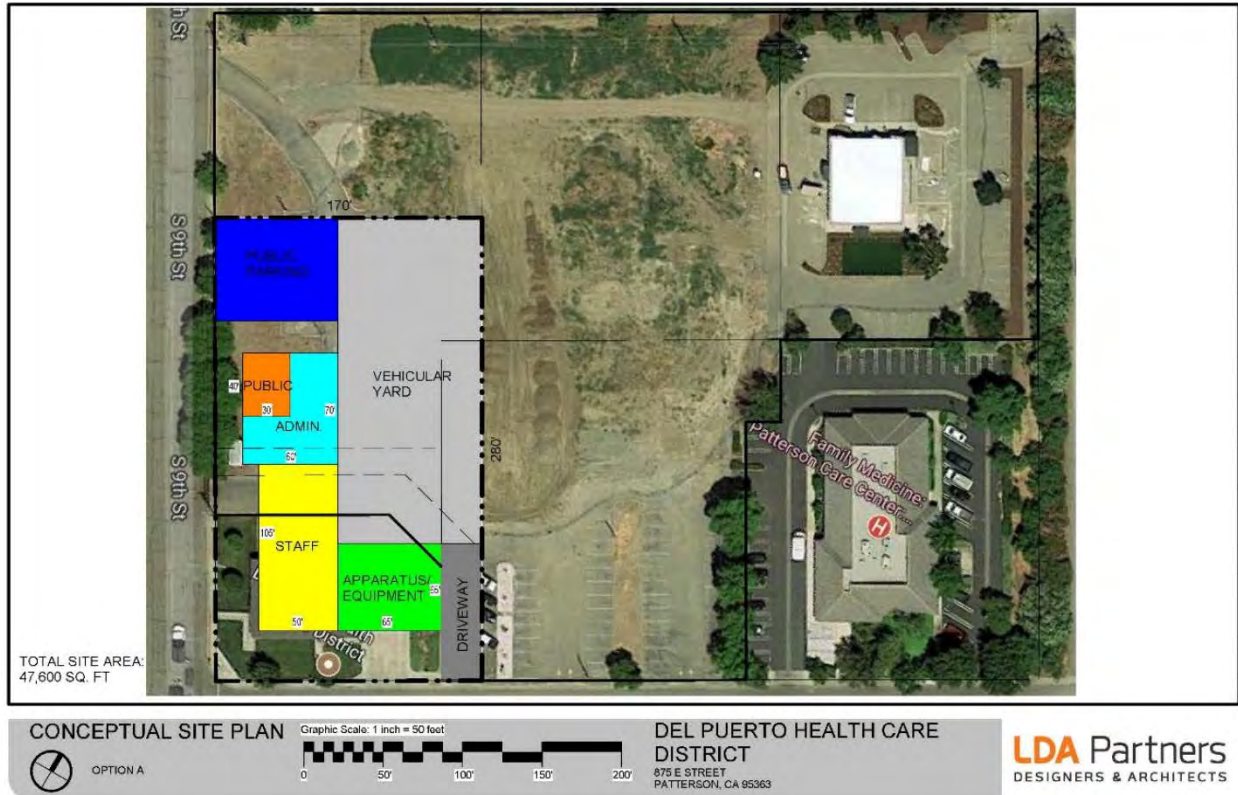 h St
170'
S 9th St
PUBLIC
PARKING
VEHICULAR
YARD
40'
PUBLIC
30'
70'
ADMIN.
60'
280'
S 9th St
105'
STAFF
APPARATUS/
EQUIPMENT
55'
50'
65'
DRIVEWAY
District
Family Medicine:
Patterson Care Center...
H
TOTAL SITE AREA:
47,600 SQ. FT
CONCEPTUAL SITE PLAN
OPTION A
Graphic Scale: 1 inch = 50 feet
0 50' 100' 150' 200'
DEL PUERTO HEALTH CARE
DISTRICT
875 E STREET
PATTERSON, CA 95363
LDA Partners
DESIGNERS & ARCHITECTS